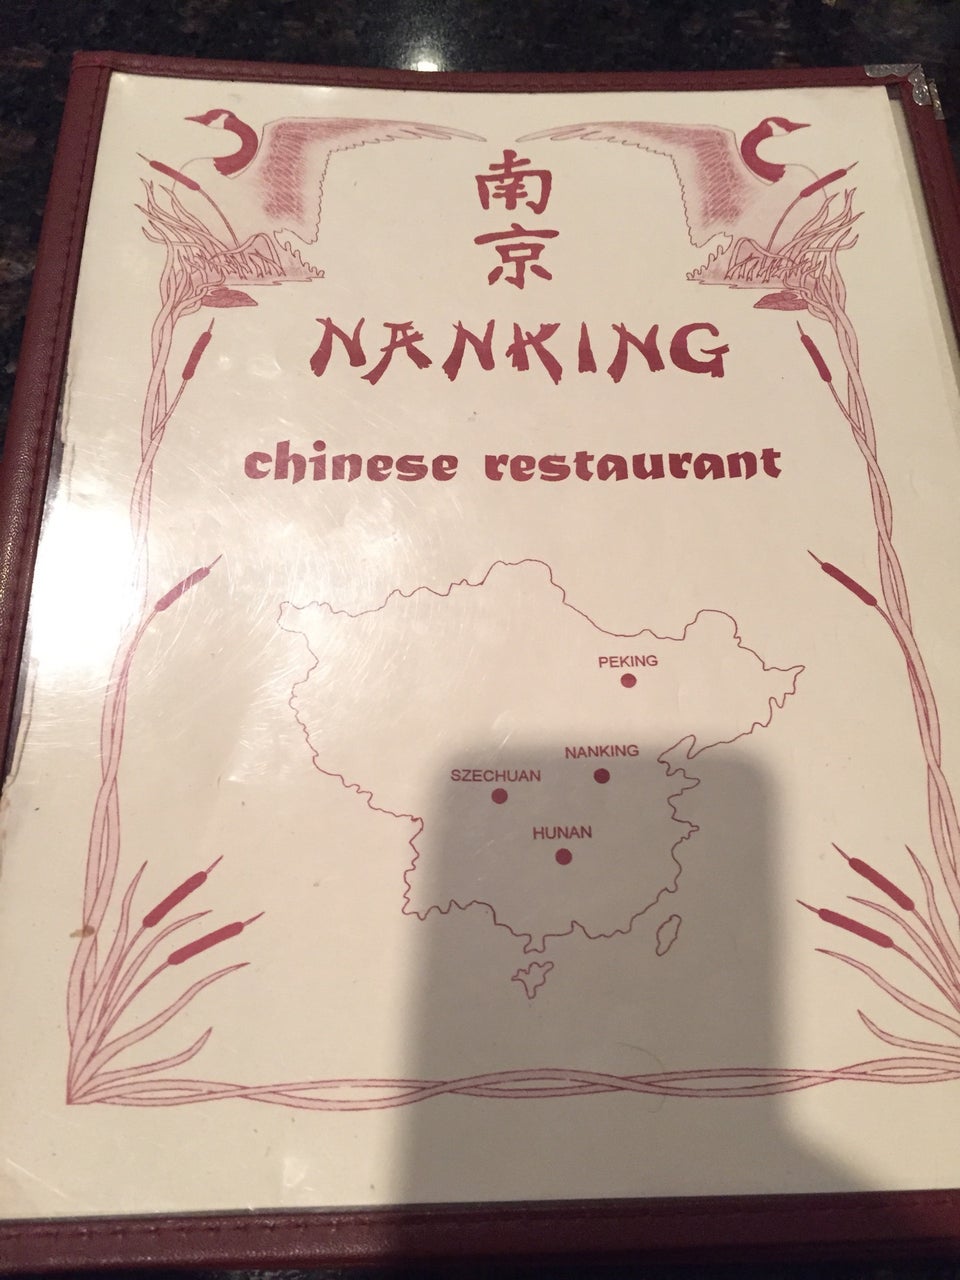 南
京
NANKING
chinese restaurant
PEKING
NANKING
SZECHUAN
HUNAN